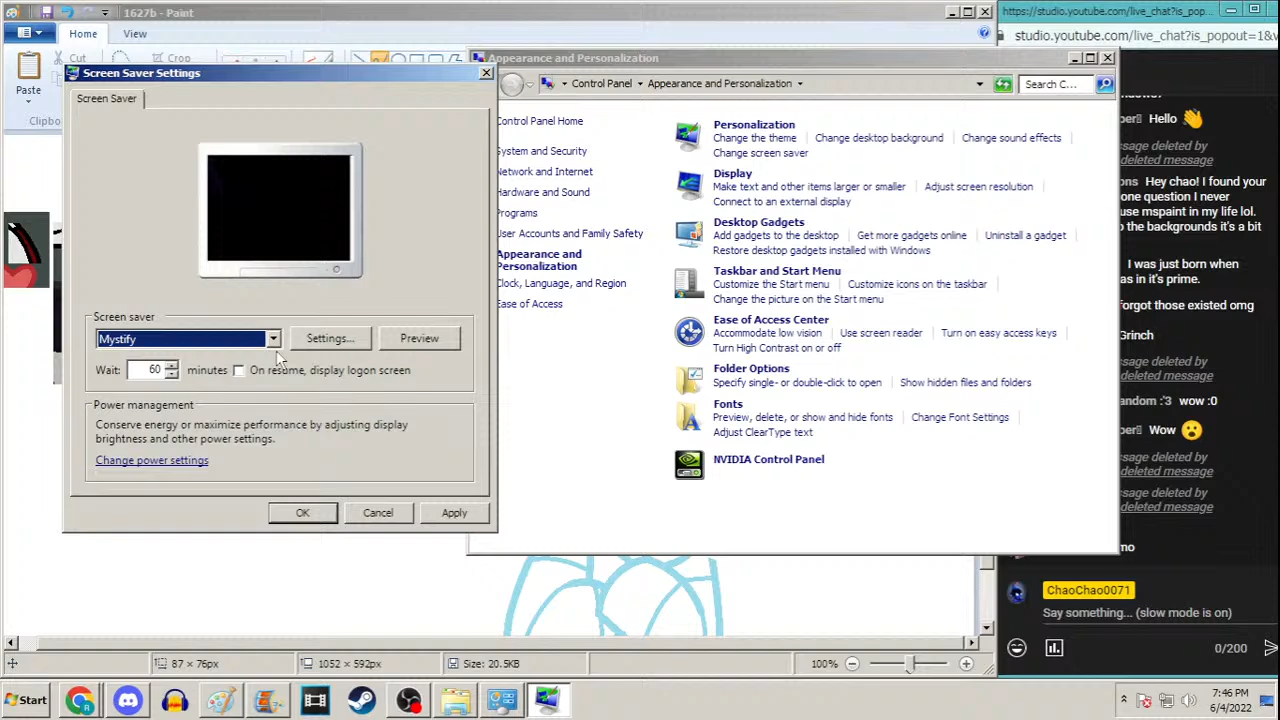 1627b - Paint
Home
View
Cut
Crop
Paste
Clipbo
Screen Saver Settings
Screen Saver
Screen saver
Mystify
Settings...
Preview
Wait:
60
minutes
On resume, display logon screen
Power management
Conserve energy or maximize performance by adjusting display
brightness and other power settings.
Change power settings
OK
Cancel
Apply
Appearance and Personalization
Control Panel
Appearance and Personalization
Search C...
Control Panel Home
System and Security
Network and Internet
Hardware and Sound
Programs
User Accounts and Family Safety
Appearance and
Personalization
Clock, Language, and Region
Ease of Access
Personalization
Change the theme
Change desktop background
Change sound effects
Change screen saver
Display
Make text and other items larger or smaller
Adjust screen resolution
Connect to an external display
Desktop Gadgets
Add gadgets to the desktop
Get more gadgets online
Uninstall a gadget
Restore desktop gadgets installed with Windows
Taskbar and Start Menu
Customize the Start menu
Customize icons on the taskbar
Change the picture on the Start menu
Ease of Access Center
Accommodate low vision
Use screen reader
Turn on easy access keys
Turn High Contrast on or off
Folder Options
Specify single- or double-click to open
Show hidden files and folders
Fonts
Preview, delete, or show and hide fonts
Change Font Settings
Adjust ClearType text
NVIDIA Control Panel
https://studio.youtube.com/live_chat?is_pop...
studio.youtube.com/live_chat?is_popout=1&v
Hello 👋
sage deleted by
deleted message
ons Hey chao! I found your
one question I never
use mspaint in my life lol.
o the backgrounds it's a bit
I was just born when
as in it's prime.
forgot those existed omg
Grinch
andom :'3 wow :0
Wow 😮
sage deleted by
deleted message
sage deleted by
deleted message
mo
ChaoChao0071
Say something... (slow mode is on)
0/200
87 × 76px
1052 × 592px
Size: 20.5KB
100%
Start
7:46 PM
6/4/2022